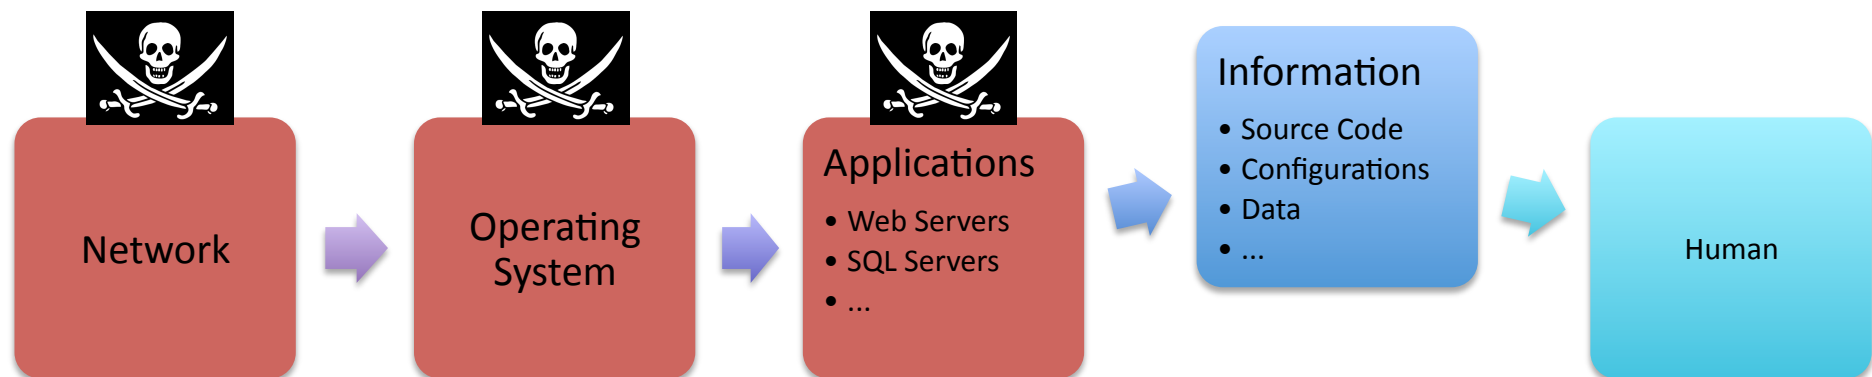 Network
Operating
System
Applications
• Web Servers
• SQL Servers
• ...
Information
• Source Code
• Configurations
• Data
• ...
Human